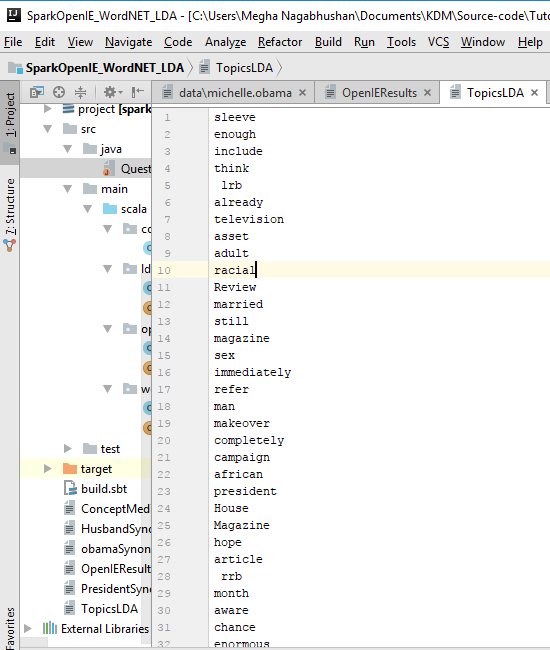 SparkOpenIE_WordNET_LDA - [C:\Users\Megha Nagabhushan\Documents\KDM\Source-code\Tuto
File Edit View Navigate Code Analyze Refactor Build Run Tools VCS Window Help
SparkOpenIE_WordNET_LDA TopicsLDA
data\michelle.obama OpenIEResults TopicsLDA
1: Project
7: Structure
Favorites
project [spark
src
java
Quest
main
scala
co
ld
op
w
test
target
build.sbt
ConceptMed
HusbandSyno
obamaSynon
OpenIEResult
PresidentSync
TopicsLDA
External Libraries
1 sleeve
2 enough
3 include
4 think
5 lrb
6 already
7 television
8 asset
9 adult
10 racial
11 Review
12 married
13 still
14 magazine
15 sex
16 immediately
17 refer
18 man
19 makeover
20 completely
21 campaign
22 african
23 president
24 House
25 Magazine
26 hope
27 article
28 rrb
29 month
30 aware
31 chance
32 enormous